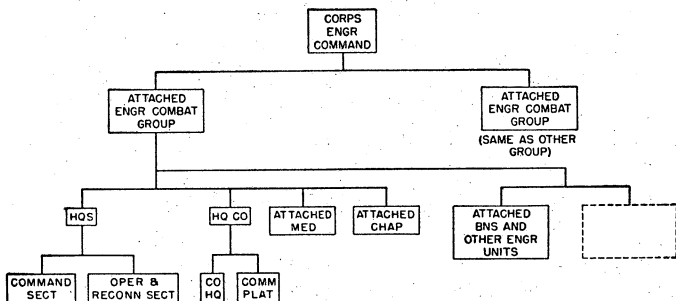 CORPS
ENGR
COMMAND
ATTACHED
ENGR COMBAT
GROUP
ATTACHED
ENGR COMBAT
GROUP
(SAME AS OTHER
GROUP)
HQS
HQ CO
ATTACHED
MED
ATTACHED
CHAP
ATTACHED
BNS AND
OTHER ENGR
UNITS
COMMAND
SECT
OPER &
RECONN SECT
CO
HQ
COMM
PLAT